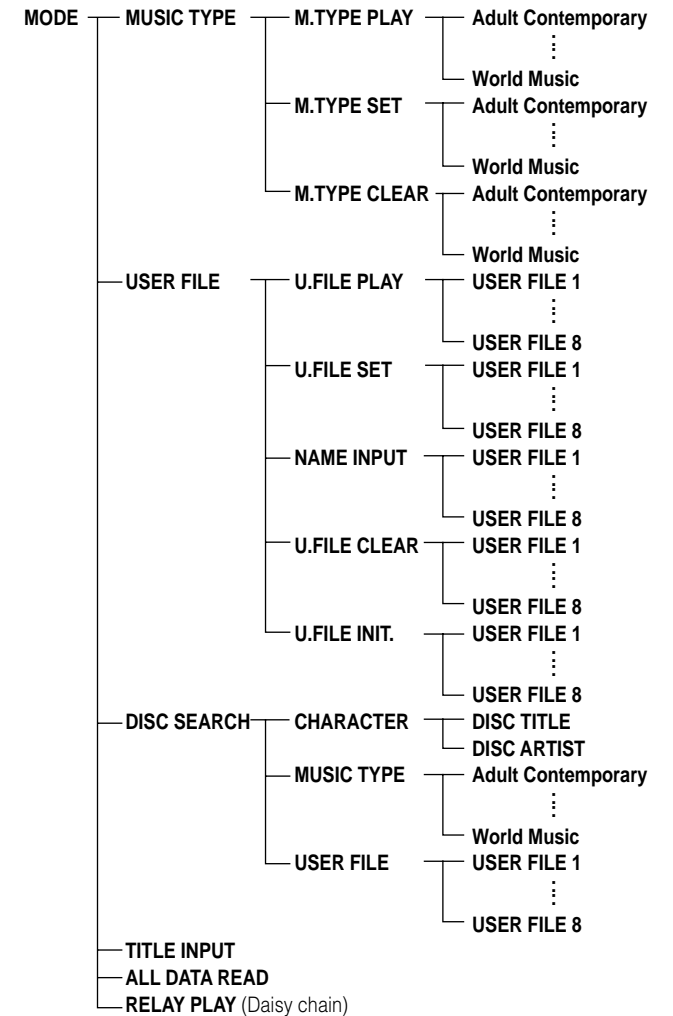 MODE MUSIC TYPE M.TYPE PLAY Adult Contemporary
World Music
M.TYPE SET Adult Contemporary
World Music
M.TYPE CLEAR Adult Contemporary
World Music
USER FILE U.FILE PLAY USER FILE 1
USER FILE 8
U.FILE SET USER FILE 1
USER FILE 8
NAME INPUT USER FILE 1
USER FILE 8
U.FILE CLEAR USER FILE 1
USER FILE 8
U.FILE INIT. USER FILE 1
USER FILE 8
DISC SEARCH CHARACTER DISC TITLE
DISC ARTIST
MUSIC TYPE Adult Contemporary
World Music
USER FILE USER FILE 1
USER FILE 8
TITLE INPUT
ALL DATA READ
RELAY PLAY (Daisy chain)